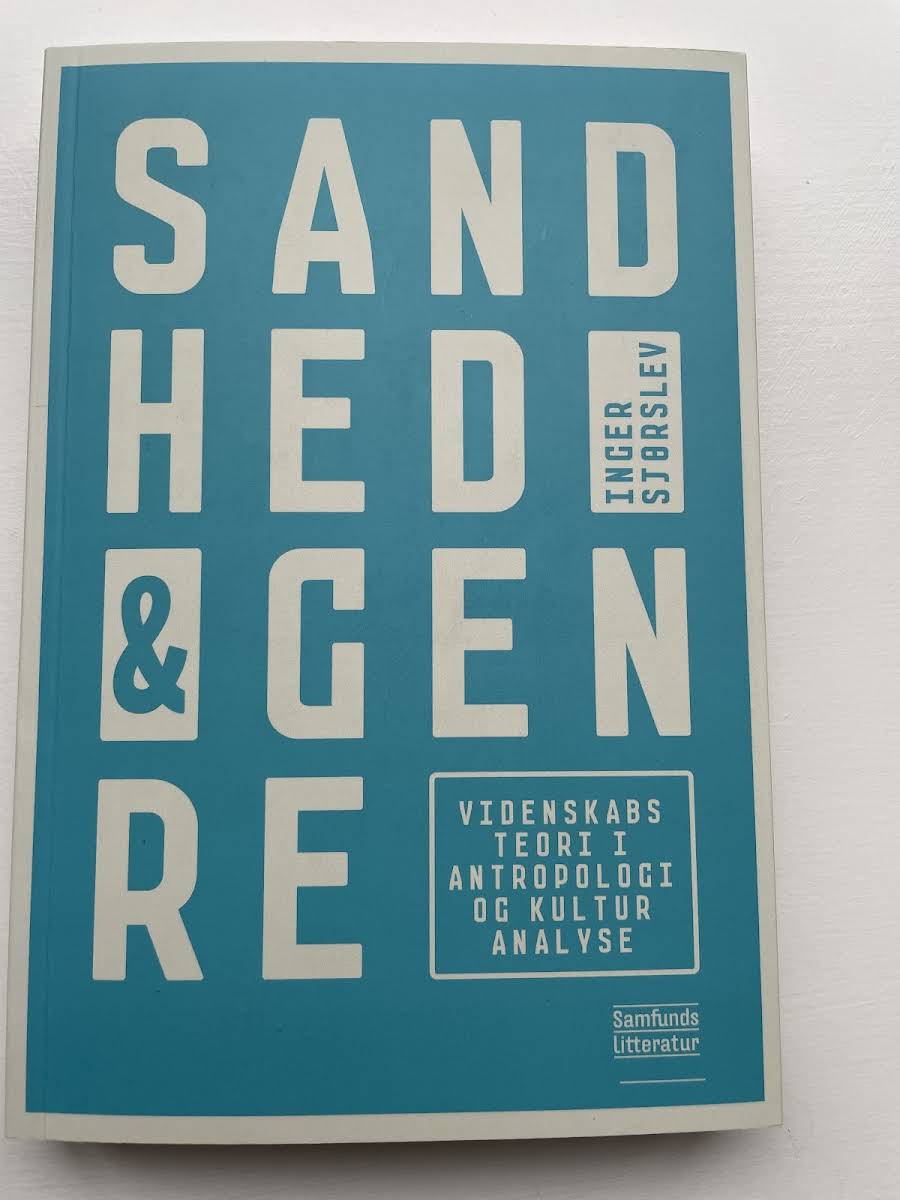 SAND
HED
INGER
SJØRSLEV
& GEN
RE
VIDENSKABS
TEORI I
ANTROPOLOGI
OG KULTUR
ANALYSE
Samfunds
litteratur